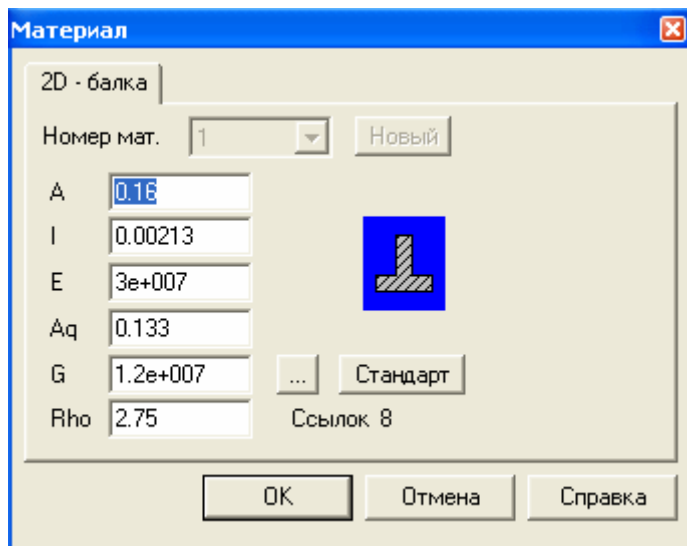 Материал
2D - балка
Номер мат. 1 Новый
A 0.16
I 0.00213
E 3e+007
Aq 0.133
G 1.2e+007 ... Стандарт
Rho 2.75 Ссылок 8
OK Отмена Справка